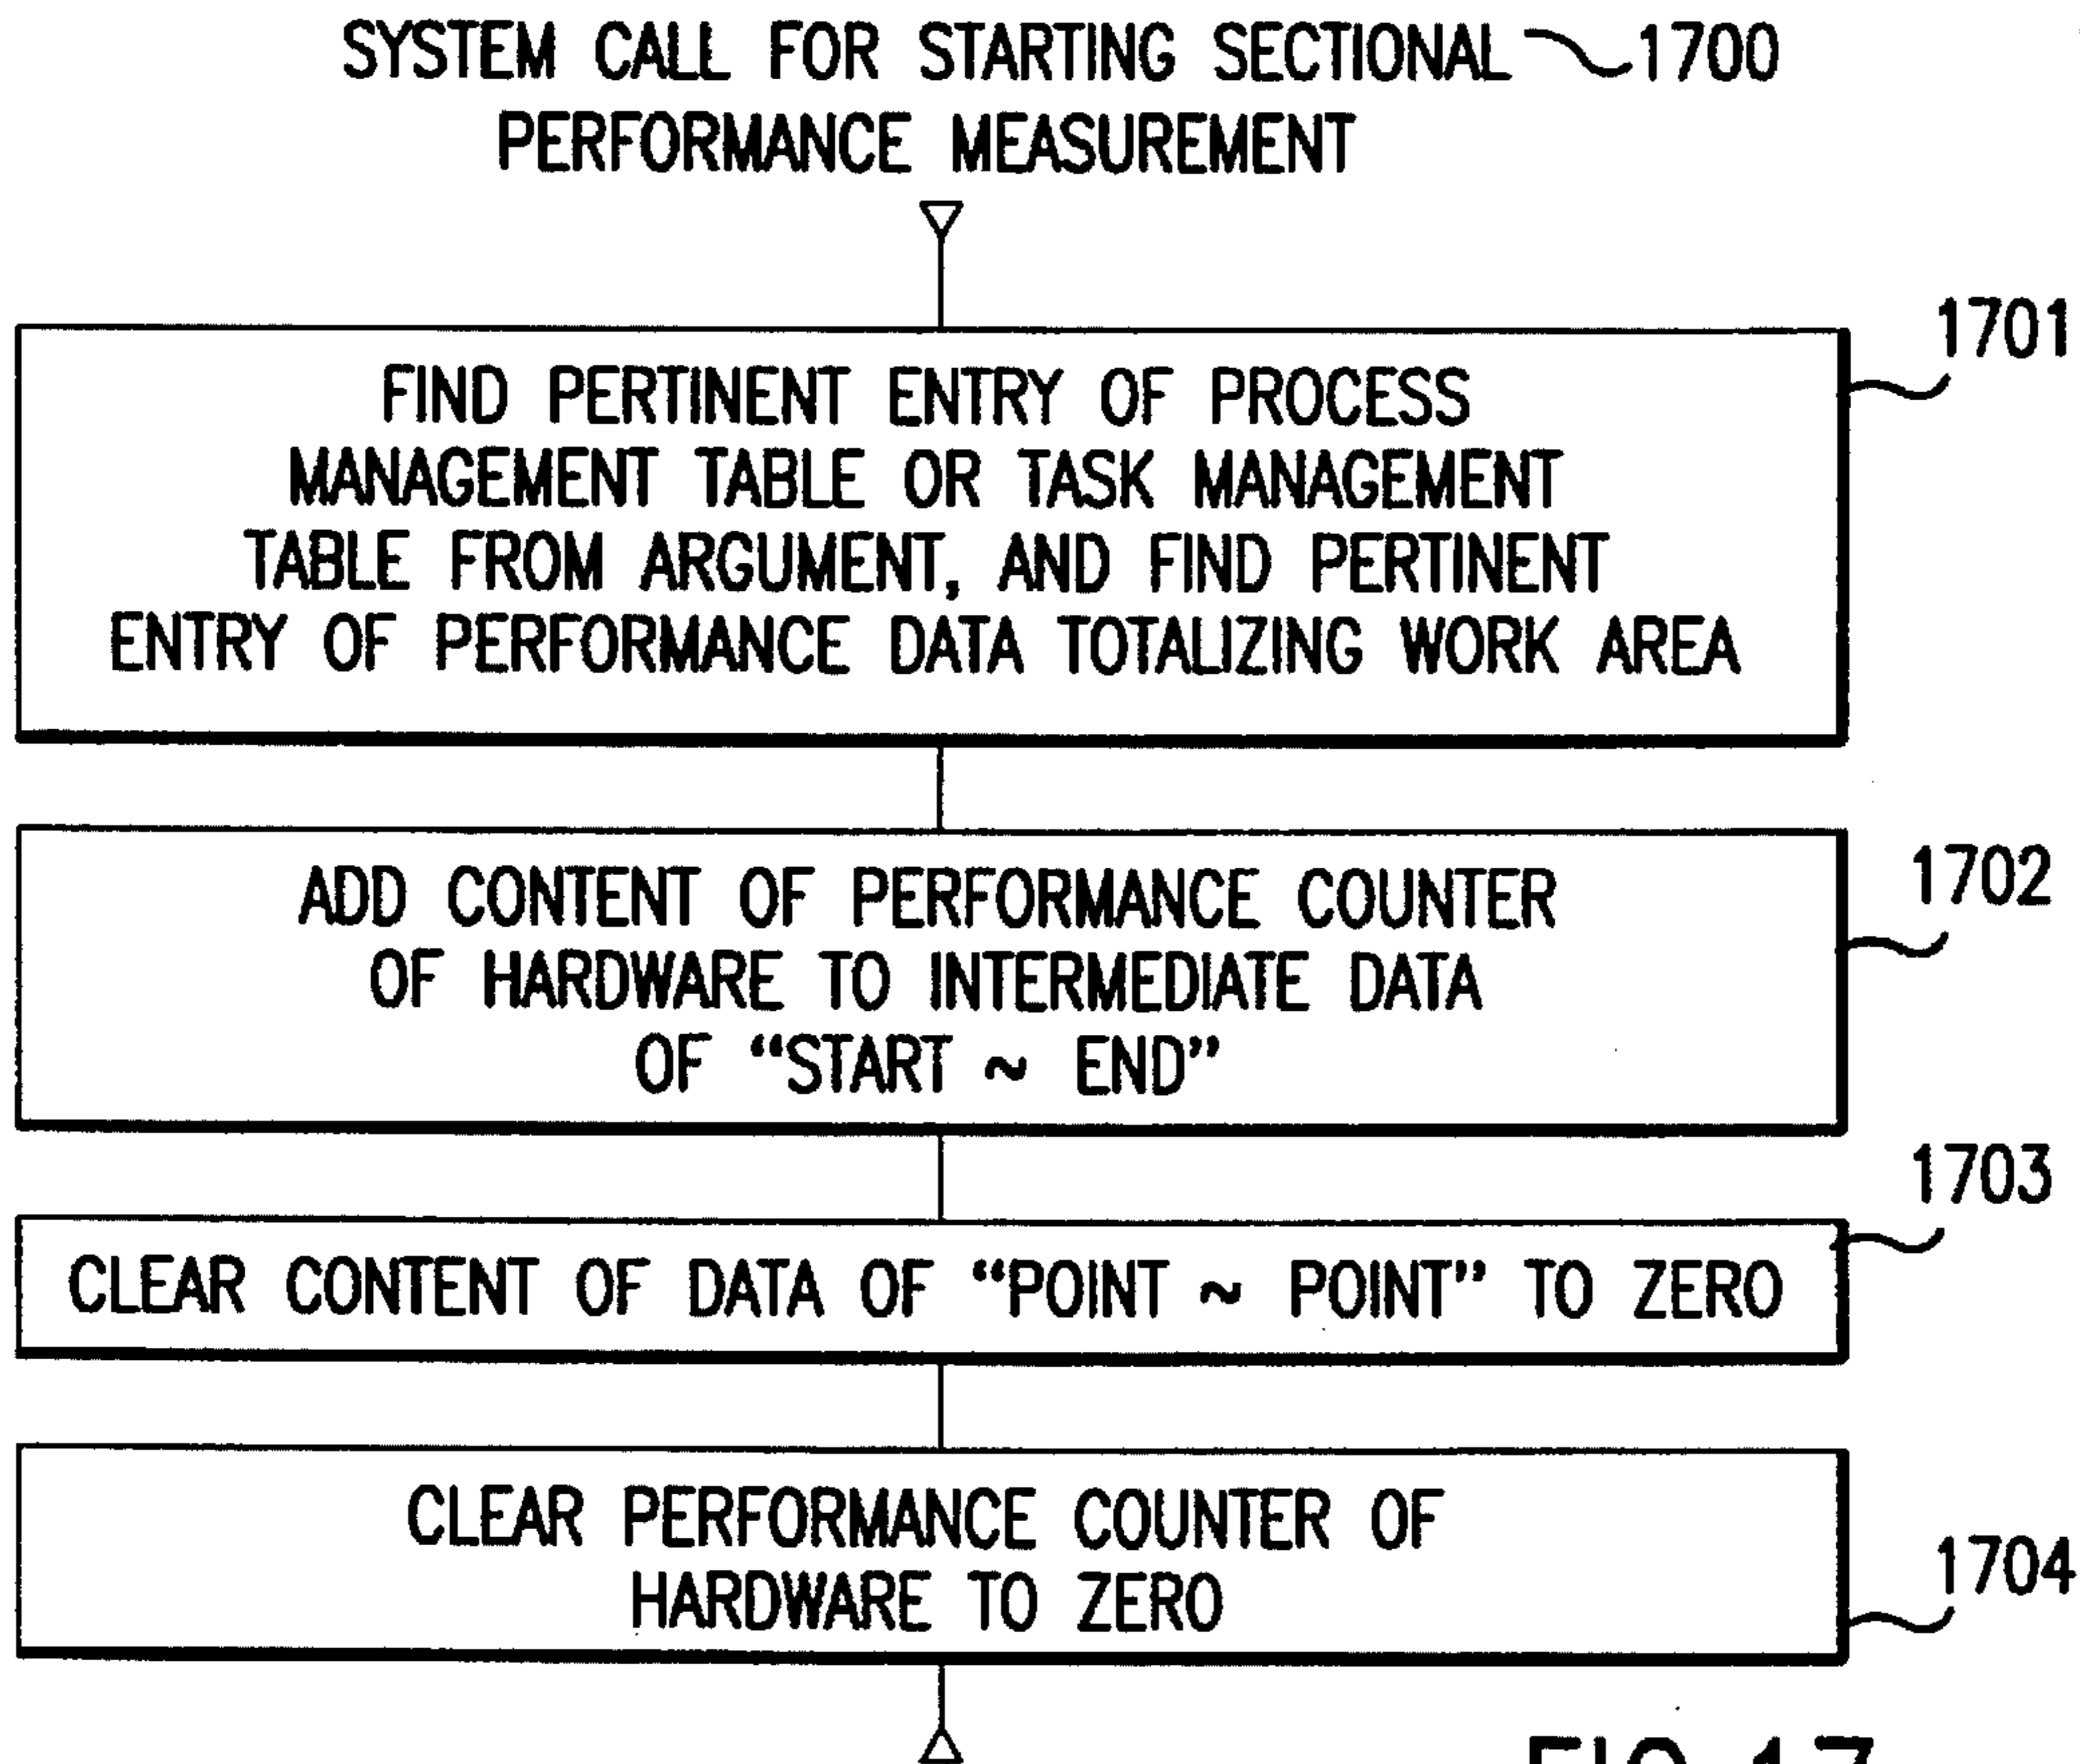 SYSTEM CALL FOR STARTING SECTIONAL 1700
PERFORMANCE MEASUREMENT
1701
FIND PERTINENT ENTRY OF PROCESS
MANAGEMENT TABLE OR TASK MANAGEMENT
TABLE FROM ARGUMENT, AND FIND PERTINENT
ENTRY OF PERFORMANCE DATA TOTALIZING WORK AREA
1702
ADD CONTENT OF PERFORMANCE COUNTER
OF HARDWARE TO INTERMEDIATE DATA
OF “START ~ END”
1703
CLEAR CONTENT OF DATA OF “POINT ~ POINT” TO ZERO
CLEAR PERFORMANCE COUNTER OF
HARDWARE TO ZERO
1704
FIG.17